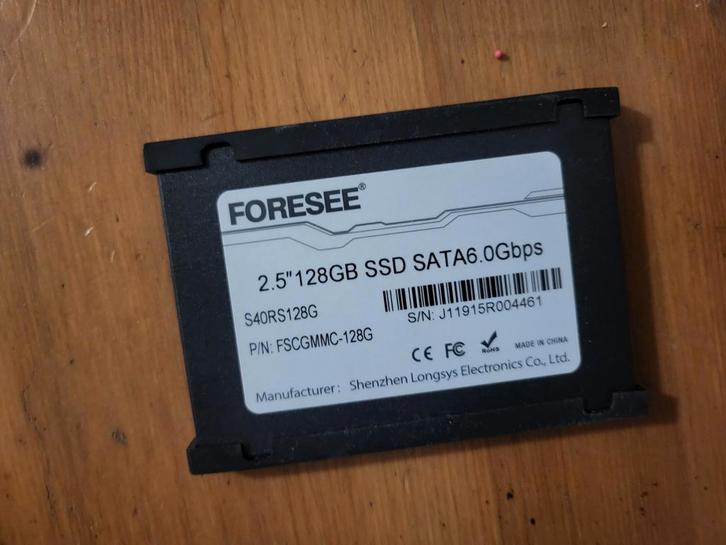 FORESEE®
2.5"128GB SSD SATA6.0Gbps
S40RS128G
S/N: J11915R004461
P/N: FSCGMMC-128G
CE FC RoHS MADE IN CHINA
Manufacturer: Shenzhen Longsys Electronics Co., Ltd.